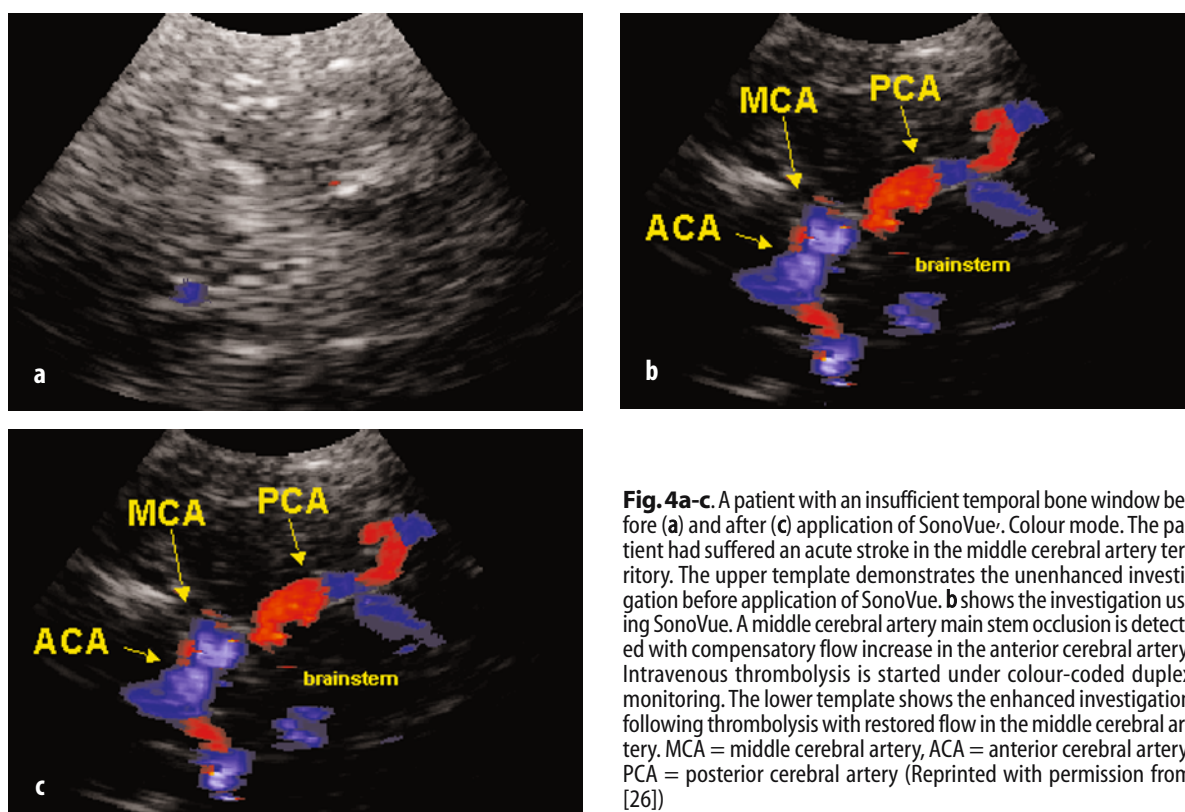 a
MCA
PCA
ACA
brainstem
b
MCA
PCA
ACA
brainstem
c
Fig. 4a-c. A patient with an insufficient temporal bone window be-
fore (a) and after (c) application of SonoVue. Colour mode. The pa-
tient had suffered an acute stroke in the middle cerebral artery ter-
ritory. The upper template demonstrates the unenhanced investi-
gation before application of SonoVue. b shows the investigation us-
ing SonoVue. A middle cerebral artery main stem occlusion is detect-
ed with compensatory flow increase in the anterior cerebral artery
Intravenous thrombolysis is started under colour-coded duplex
monitoring. The lower template shows the enhanced investigation
following thrombolysis with restored flow in the middle cerebral ar-
tery. MCA = middle cerebral artery, ACA = anterior cerebral artery
PCA = posterior cerebral artery (Reprinted with permission from
[26])